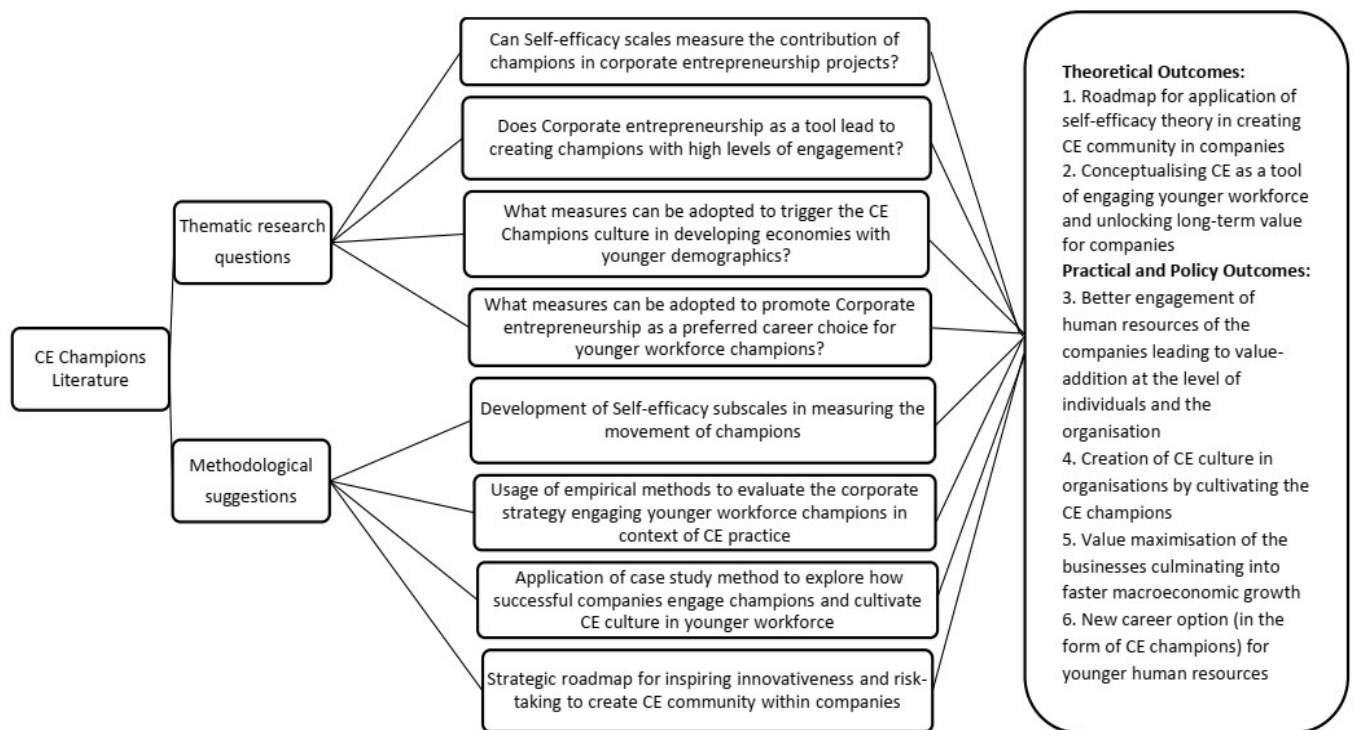 CE Champions
Literature
Thematic research
questions
Methodological
suggestions
Can Self-efficacy scales measure the contribution of
champions in corporate entrepreneurship projects?
Does Corporate entrepreneurship as a tool lead to
creating champions with high levels of engagement?
What measures can be adopted to trigger the CE
Champions culture in developing economies with
younger demographics?
What measures can be adopted to promote Corporate
entrepreneurship as a preferred career choice for
younger workforce champions?
Development of Self-efficacy subscales in measuring the
movement of champions
Usage of empirical methods to evaluate the corporate
strategy engaging younger workforce champions in
context of CE practice
Application of case study method to explore how
successful companies engage champions and cultivate
CE culture in younger workforce
Strategic roadmap for inspiring innovativeness and risk-
taking to create CE community within companies
Theoretical Outcomes:
1. Roadmap for application of
self-efficacy theory in creating
CE community in companies
2. Conceptualising CE as a tool
of engaging younger workforce
and unlocking long-term value
for companies
Practical and Policy Outcomes:
3. Better engagement of
human resources of the
companies leading to value-
addition at the level of
individuals and the
organisation
4. Creation of CE culture in
organisations by cultivating the
CE champions
5. Value maximisation of the
businesses culminating into
faster macroeconomic growth
6. New career option (in the
form of CE champions) for
younger human resources